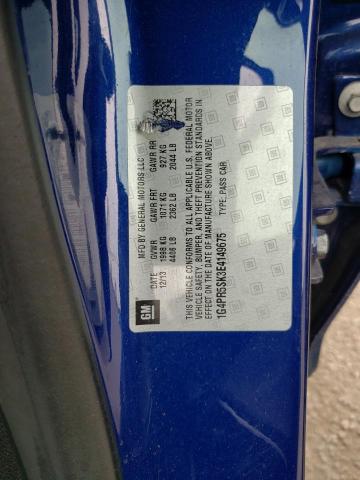 GM
MFD BY GENERAL MOTORS LLC
DATE GVWR GAWR FRT GAWR RR
12/13 1998 KG 1071 KG 927 KG
4406 LB 2362 LB 2044 LB
THIS VEHICLE CONFORMS TO ALL APPLICABLE U.S. FEDERAL MOTOR
VEHICLE SAFETY, BUMPER, AND THEFT PREVENTION STANDARDS IN
EFFECT ON THE DATE OF MANUFACTURE SHOWN ABOVE.
1G4PR5SK3E4149675 TYPE: PASS CAR